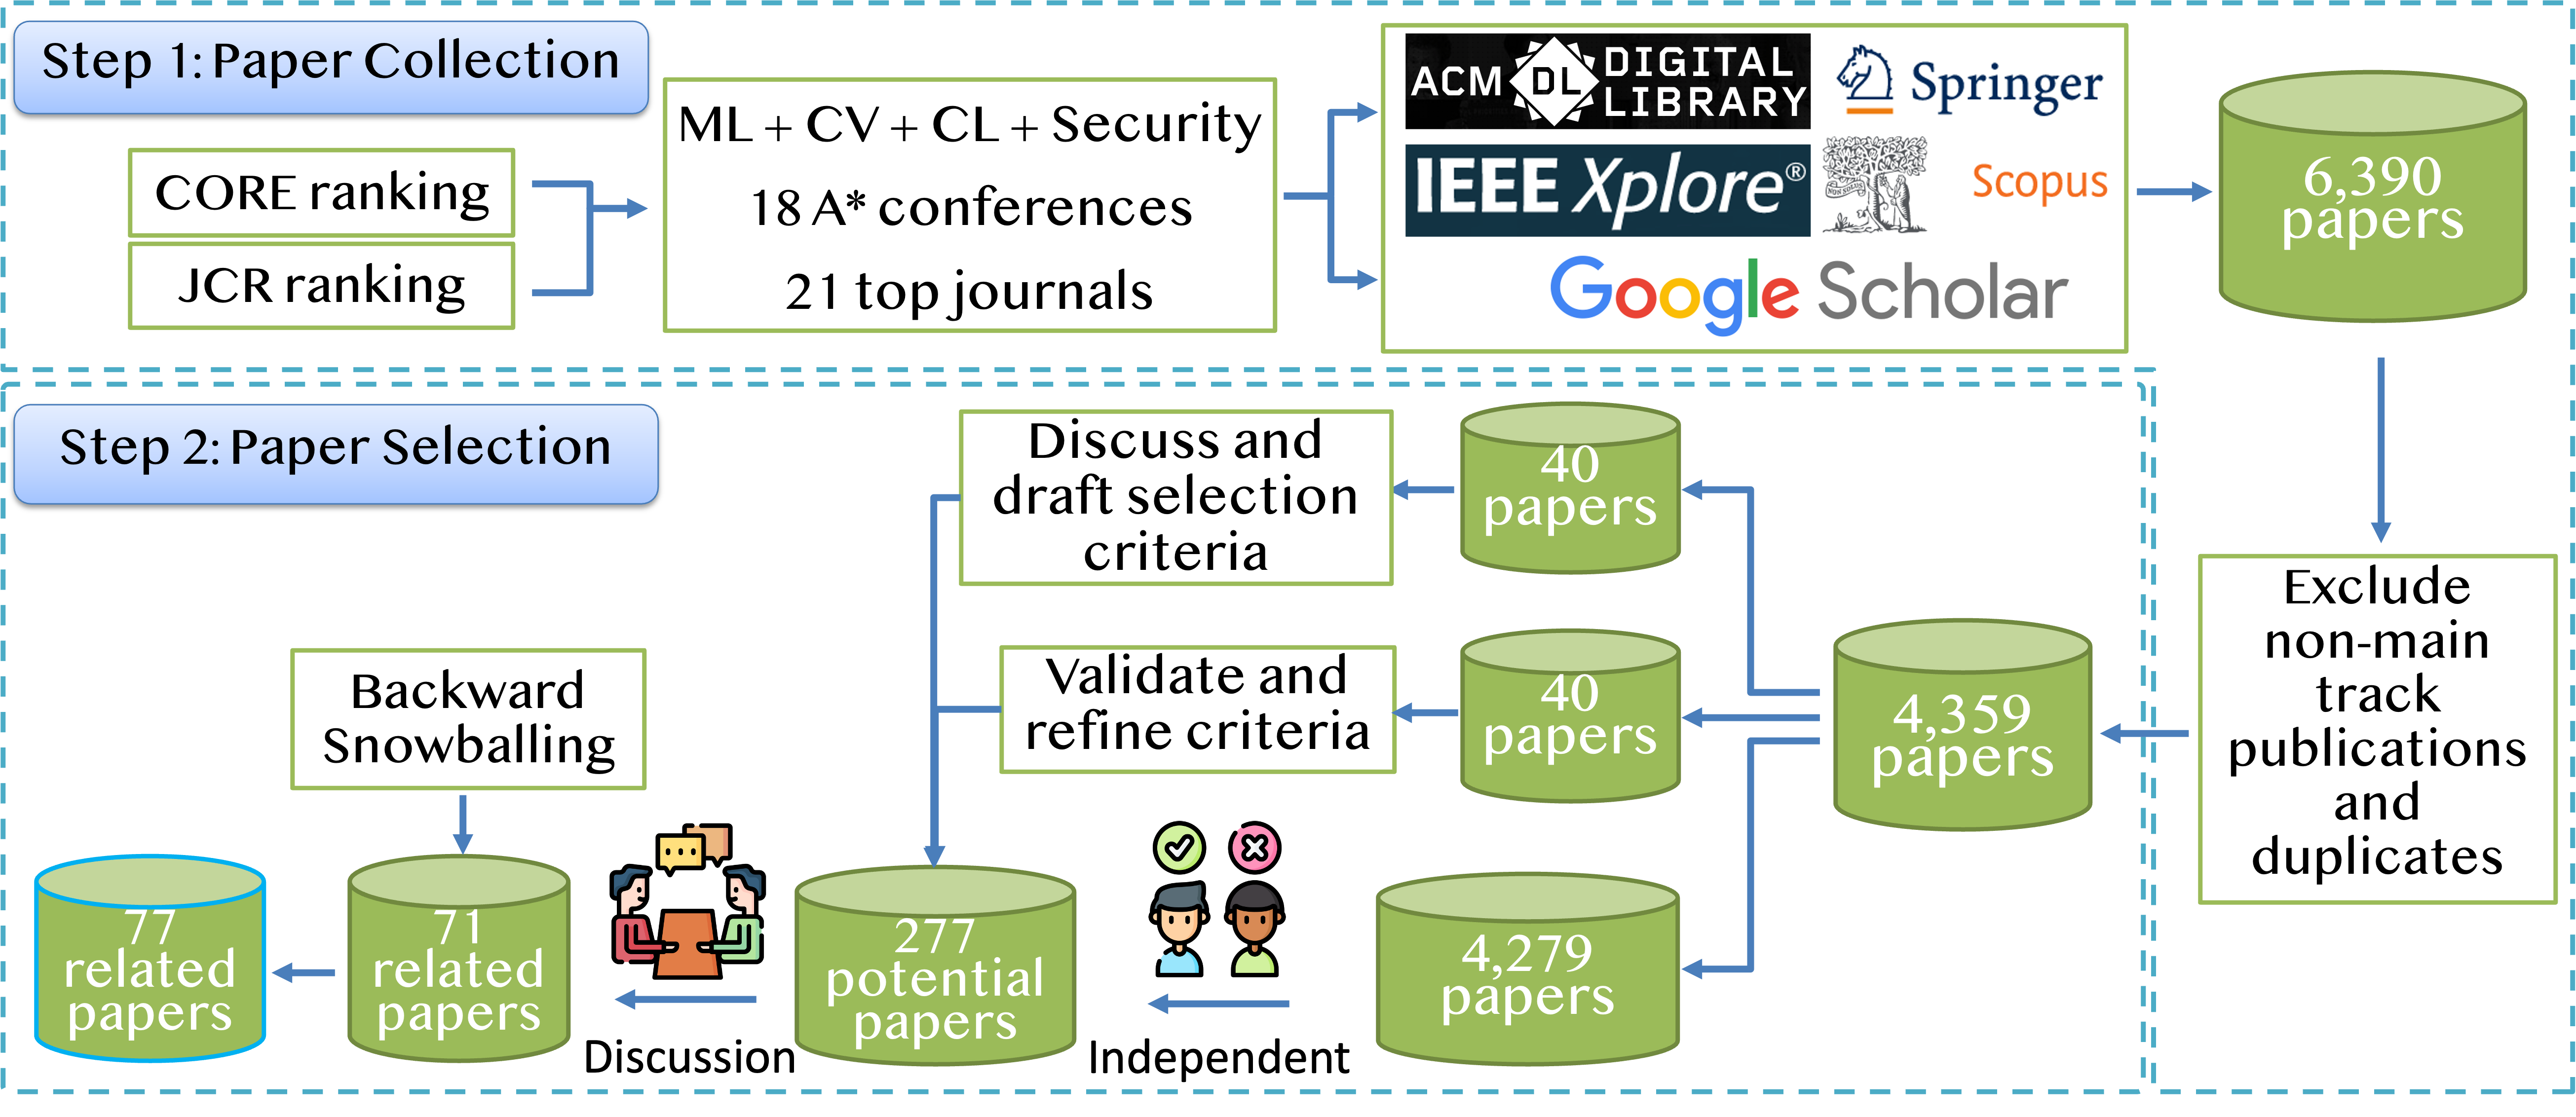 Step 1: Paper Collection
CORE ranking
JCR ranking
ML + CV + CL + Security
18 A* conferences
21 top journals
ACM DL DIGITAL
LIBRARY
Springer
IEEE Xplore®
NON SOLUS
Scopus
Google Scholar
6,390
papers
Exclude
non-main
track
publications
and
duplicates
Step 2: Paper Selection
4,359
papers
40
papers
Discuss and
draft selection
criteria
40
papers
Validate and
refine criteria
4,279
papers
Independent
277
potential
papers
Discussion
Backward
Snowballing
71
related
papers
77
related
papers